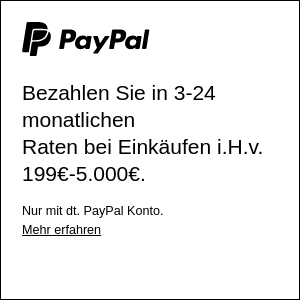 PayPal
Bezahlen Sie in 3-24
monatlichen
Raten bei Einkäufen i.H.v.
199€-5.000€.
Nur mit dt. PayPal Konto.
Mehr erfahren